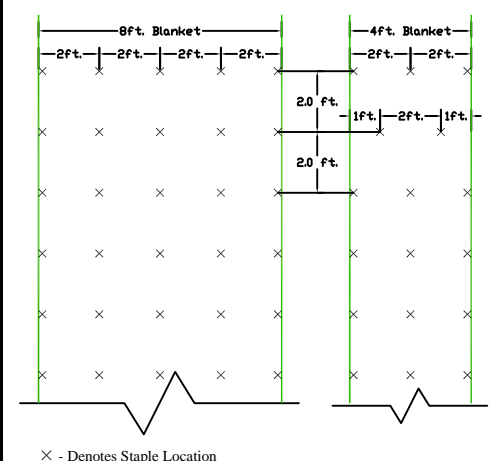 8ft. Blanket
4ft. Blanket
2ft. 2ft. 2ft. 2ft.
2ft. 2ft.
2.0 ft.
1ft. 2ft. 1ft.
2.0 ft.
× - Denotes Staple Location